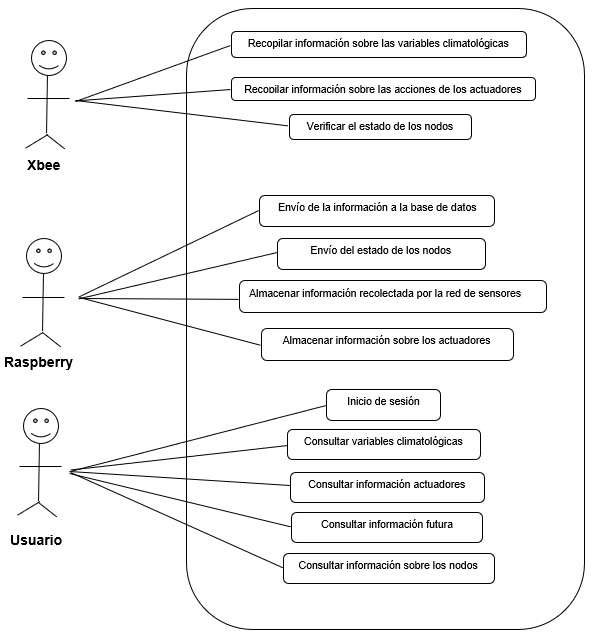 Recopilar información sobre las variables climatológicas
Recopilar información sobre las acciones de los actuadores
Verificar el estado de los nodos
Xbee
Envío de la información a la base de datos
Envío del estado de los nodos
Almacenar información recolectada por la red de sensores
Almacenar información sobre los actuadores
Raspberry
Inicio de sesión
Consultar variables climatológicas
Consultar información actuadores
Consultar información futura
Consultar información sobre los nodos
Usuario